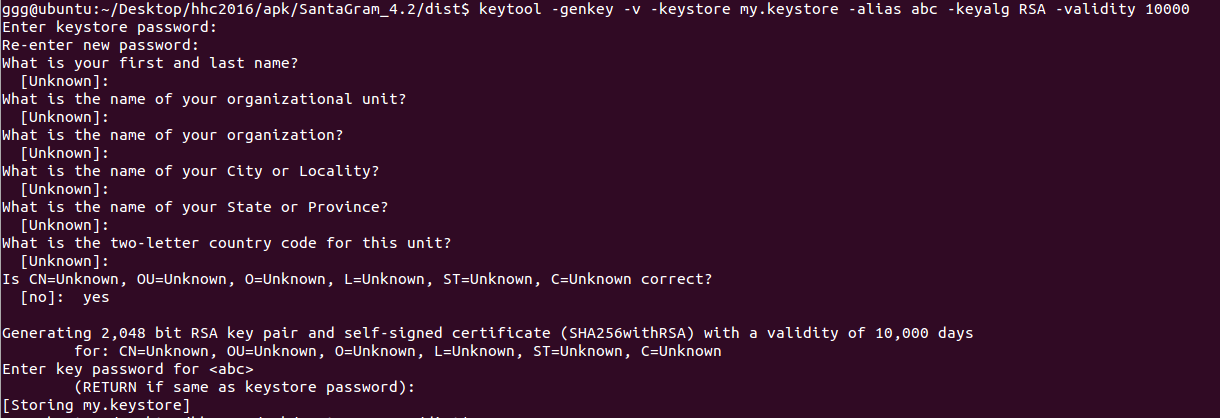 ggg@ubuntu:~/Desktop/hhc2016/apk/SantaGram_4.2/dist$ keytool -genkey -v -keystore my.keystore -alias abc -keyalg RSA -validity 10000
Enter keystore password:
Re-enter new password:
What is your first and last name?
  [Unknown]:
What is the name of your organizational unit?
  [Unknown]:
What is the name of your organization?
  [Unknown]:
What is the name of your City or Locality?
  [Unknown]:
What is the name of your State or Province?
  [Unknown]:
What is the two-letter country code for this unit?
  [Unknown]:
Is CN=Unknown, OU=Unknown, O=Unknown, L=Unknown, ST=Unknown, C=Unknown correct?
  [no]:  yes

Generating 2,048 bit RSA key pair and self-signed certificate (SHA256withRSA) with a validity of 10,000 days
        for: CN=Unknown, OU=Unknown, O=Unknown, L=Unknown, ST=Unknown, C=Unknown
Enter key password for <abc>
        (RETURN if same as keystore password):
[Storing my.keystore]